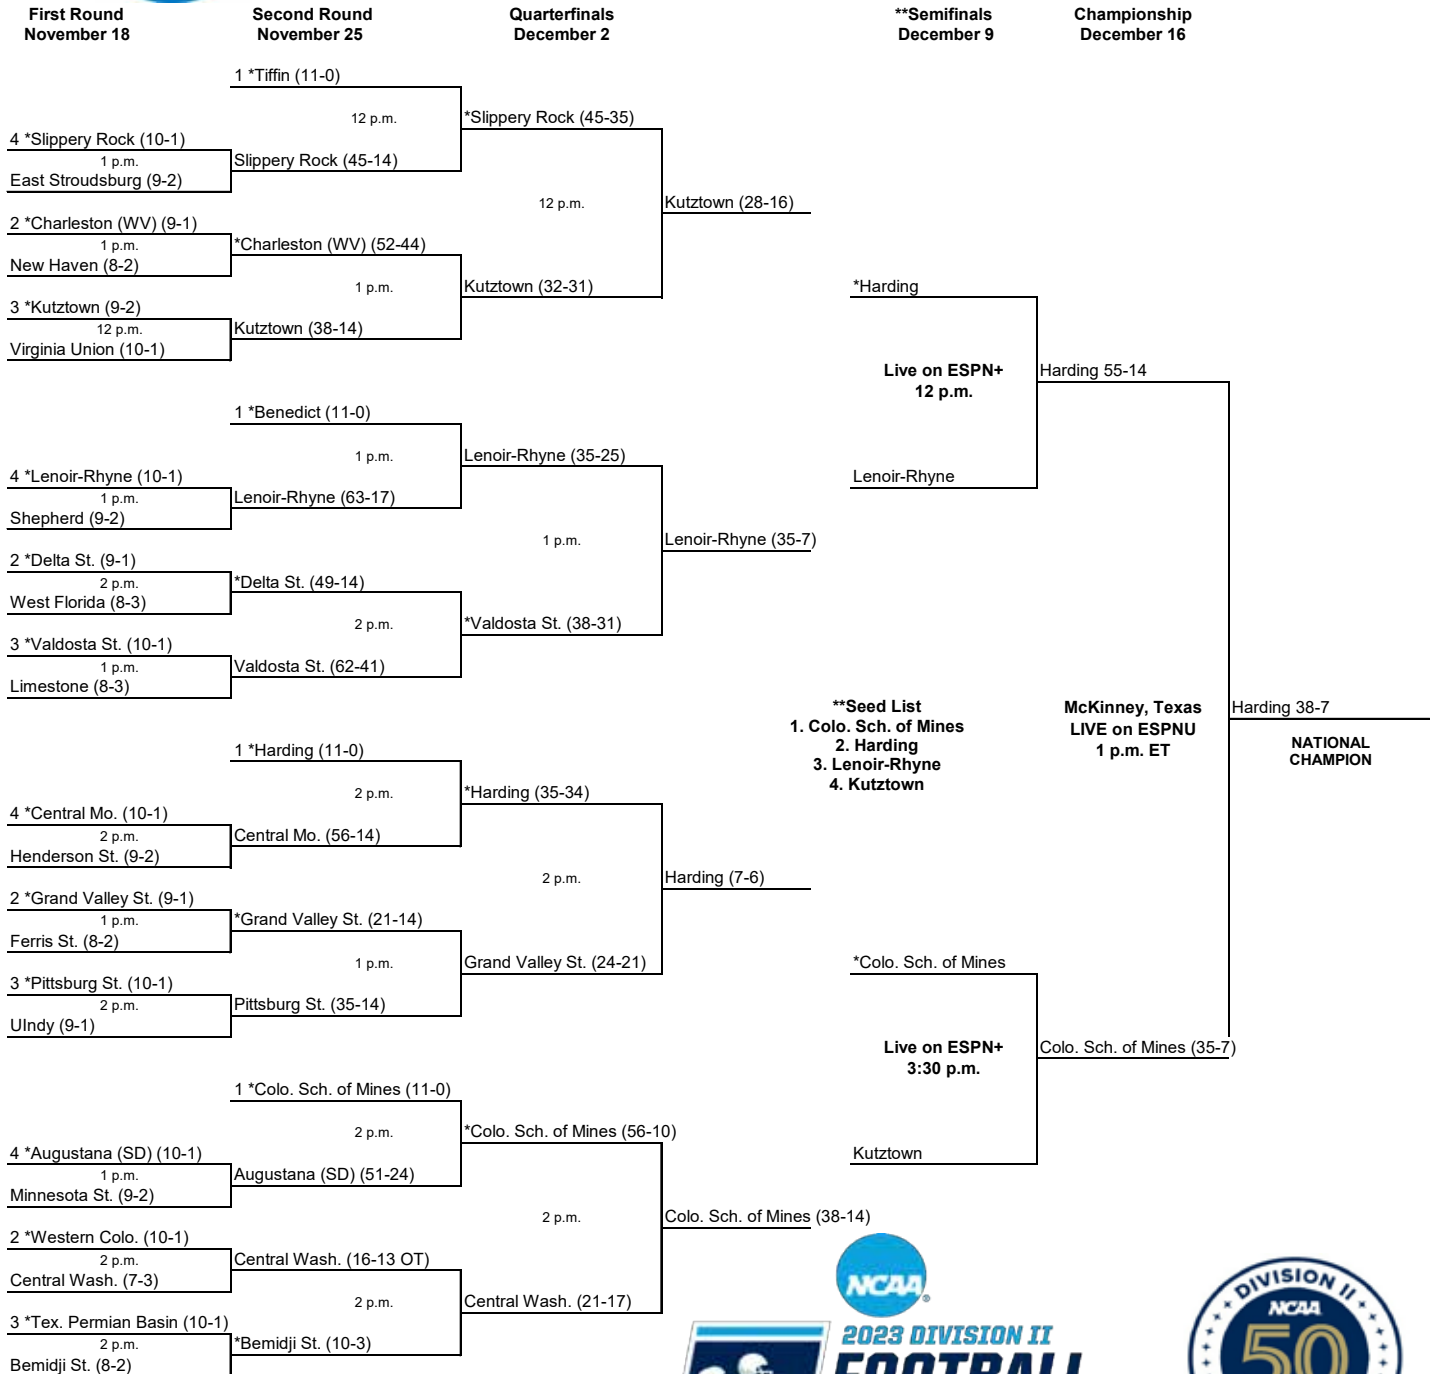 First Round
November 18
Second Round
November 25
Quarterfinals
December 2
**Semifinals
December 9
Championship
December 16
1 *Tiffin (11-0)
12 p.m.
*Slippery Rock (45-35)
4 *Slippery Rock (10-1)
1 p.m.
Slippery Rock (45-14)
East Stroudsburg (9-2)
12 p.m.
Kutztown (28-16)
2 *Charleston (WV) (9-1)
1 p.m.
*Charleston (WV) (52-44)
New Haven (8-2)
1 p.m.
Kutztown (32-31)
*Harding
3 *Kutztown (9-2)
12 p.m.
Kutztown (38-14)
Virginia Union (10-1)
Live on ESPN+
12 p.m.
Harding 55-14
1 *Benedict (11-0)
1 p.m.
Lenoir-Rhyne (35-25)
4 *Lenoir-Rhyne (10-1)
Lenoir-Rhyne
1 p.m.
Lenoir-Rhyne (63-17)
Shepherd (9-2)
1 p.m.
Lenoir-Rhyne (35-7)
2 *Delta St. (9-1)
2 p.m.
*Delta St. (49-14)
West Florida (8-3)
2 p.m.
*Valdosta St. (38-31)
3 *Valdosta St. (10-1)
1 p.m.
Valdosta St. (62-41)
Limestone (8-3)
**Seed List
1. Colo. Sch. of Mines
2. Harding
3. Lenoir-Rhyne
4. Kutztown
McKinney, Texas
LIVE on ESPNU
1 p.m. ET
Harding 38-7
NATIONAL
CHAMPION
1 *Harding (11-0)
2 p.m.
*Harding (35-34)
4 *Central Mo. (10-1)
2 p.m.
Central Mo. (56-14)
Henderson St. (9-2)
2 p.m.
Harding (7-6)
2 *Grand Valley St. (9-1)
1 p.m.
*Grand Valley St. (21-14)
Ferris St. (8-2)
1 p.m.
Grand Valley St. (24-21)
*Colo. Sch. of Mines
3 *Pittsburg St. (10-1)
2 p.m.
Pittsburg St. (35-14)
UIndy (9-1)
Live on ESPN+
3:30 p.m.
Colo. Sch. of Mines (35-7)
1 *Colo. Sch. of Mines (11-0)
2 p.m.
*Colo. Sch. of Mines (56-10)
4 *Augustana (SD) (10-1)
Kutztown
1 p.m.
Augustana (SD) (51-24)
Minnesota St. (9-2)
2 p.m.
Colo. Sch. of Mines (38-14)
2 *Western Colo. (10-1)
2 p.m.
Central Wash. (16-13 OT)
Central Wash. (7-3)
2 p.m.
Central Wash. (21-17)
3 *Tex. Permian Basin (10-1)
2 p.m.
*Bemidji St. (10-3)
Bemidji St. (8-2)
NCAA®
2023 DIVISION II
FOOTBALL
DIVISION II
NCAA
50